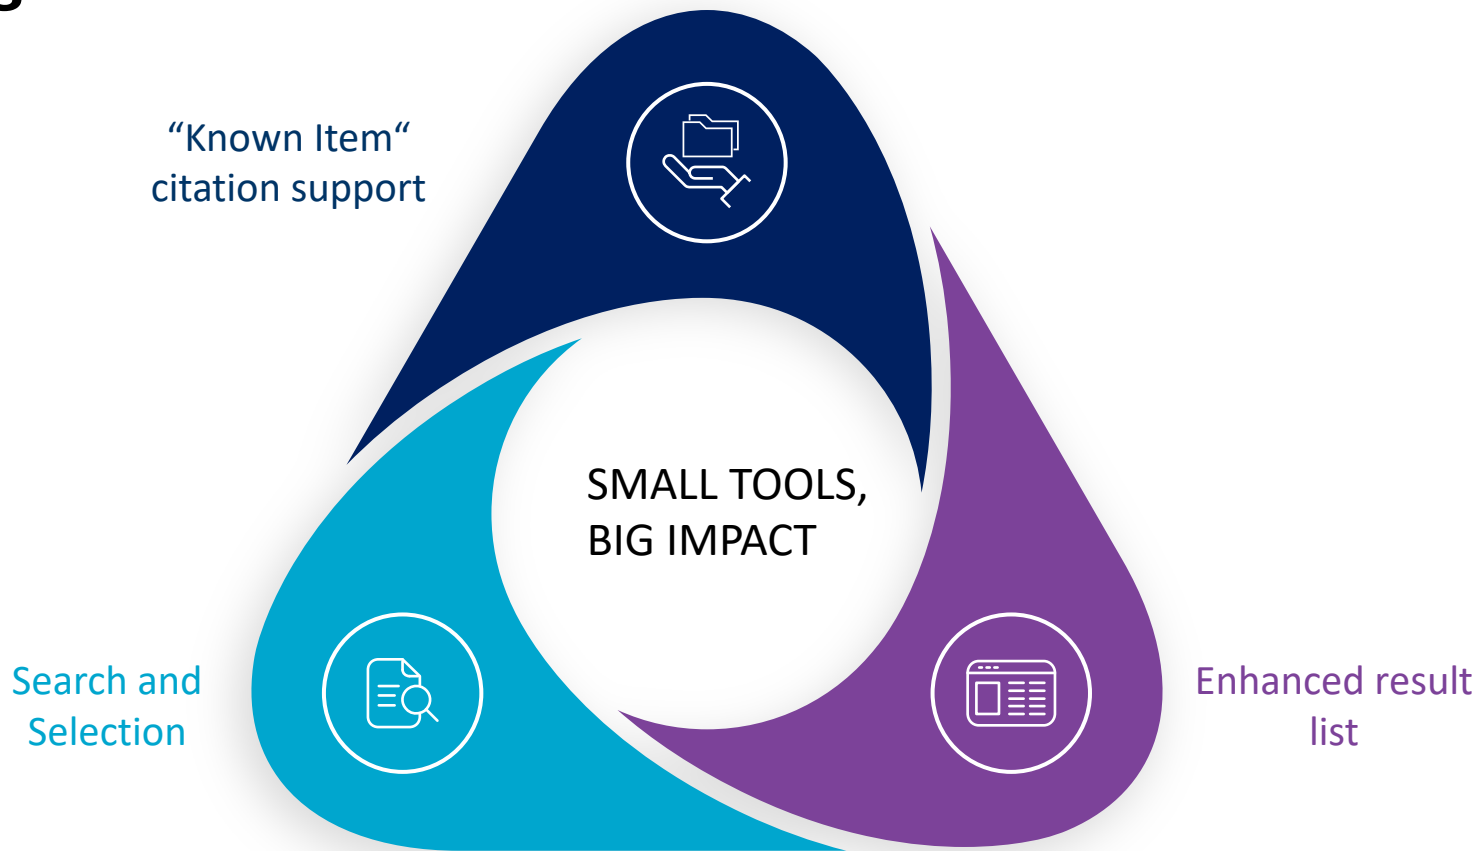 “Known Item“
citation support
SMALL TOOLS,
BIG IMPACT
Search and
Selection
Enhanced result
list